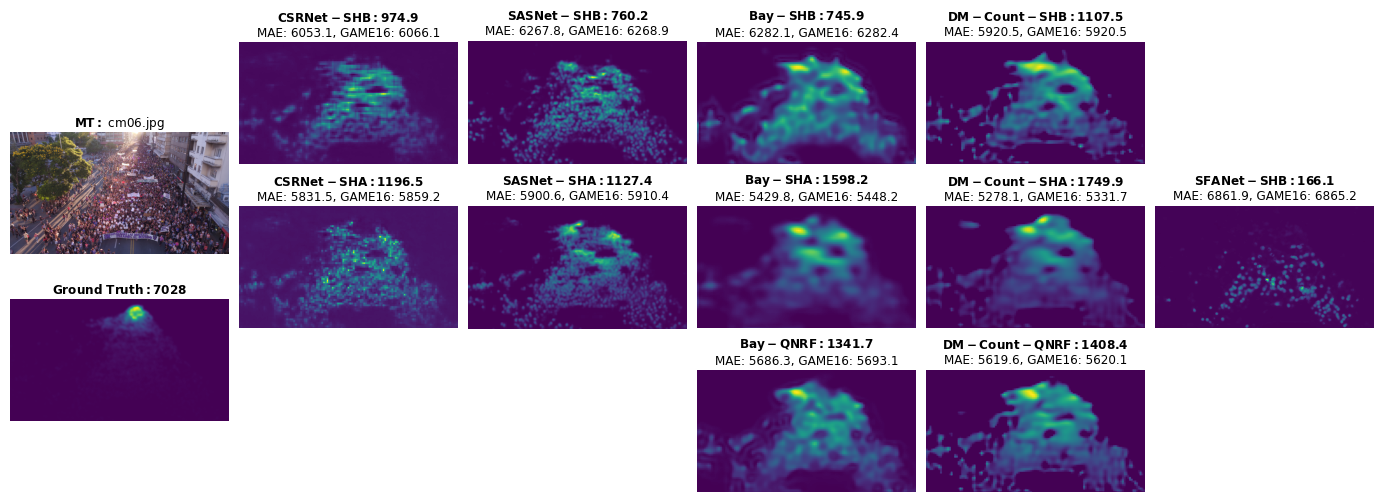 CSRNet − SHB : 974.9
MAE: 6053.1, GAME16: 6066.1
SASNet − SHB : 760.2
MAE: 6267.8, GAME16: 6268.9
Bay − SHB : 745.9
MAE: 6282.1, GAME16: 6282.4
DM − Count − SHB : 1107.5
MAE: 5920.5, GAME16: 5920.5
MT : cm06.jpg
CSRNet − SHA : 1196.5
MAE: 5831.5, GAME16: 5859.2
SASNet − SHA : 1127.4
MAE: 5900.6, GAME16: 5910.4
Bay − SHA : 1598.2
MAE: 5429.8, GAME16: 5448.2
DM − Count − SHA : 1749.9
MAE: 5278.1, GAME16: 5331.7
SFANet − SHB : 166.1
MAE: 6861.9, GAME16: 6865.2
Ground Truth : 7028
Bay − QNRF : 1341.7
MAE: 5686.3, GAME16: 5693.1
DM − Count − QNRF : 1408.4
MAE: 5619.6, GAME16: 5620.1